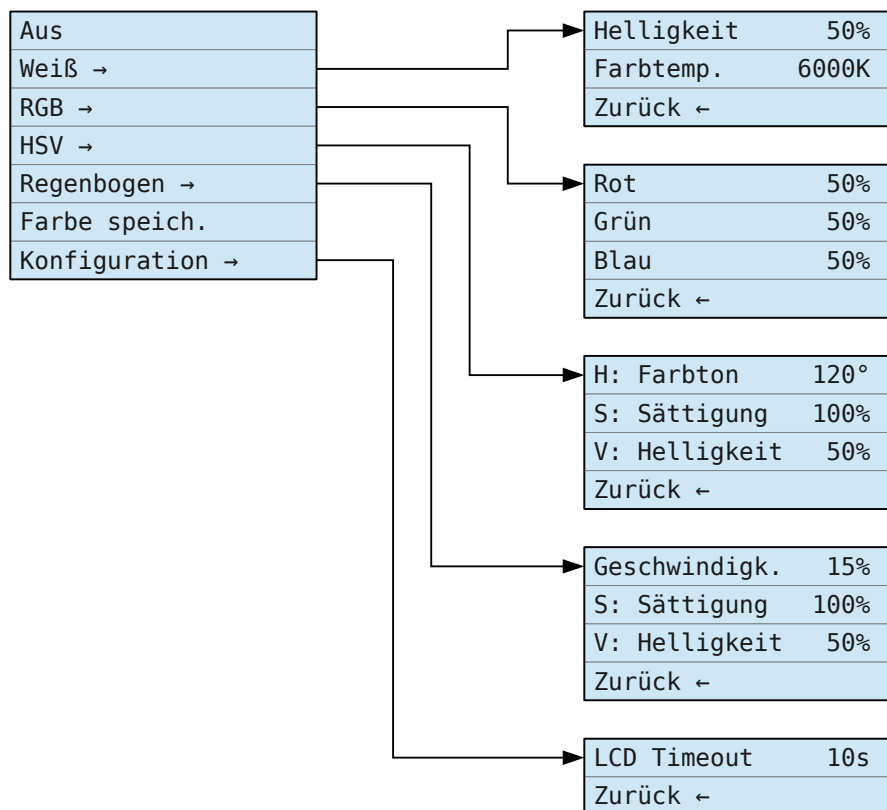 Aus
Weiß →
RGB →
HSV →
Regenbogen →
Farbe speich.
Konfiguration →
Helligkeit 50%
Farbtemp. 6000K
Zurück ←
Rot 50%
Grün 50%
Blau 50%
Zurück ←
H: Farbton 120°
S: Sättigung 100%
V: Helligkeit 50%
Zurück ←
Geschwindigk. 15%
S: Sättigung 100%
V: Helligkeit 50%
Zurück ←
LCD Timeout 10s
Zurück ←